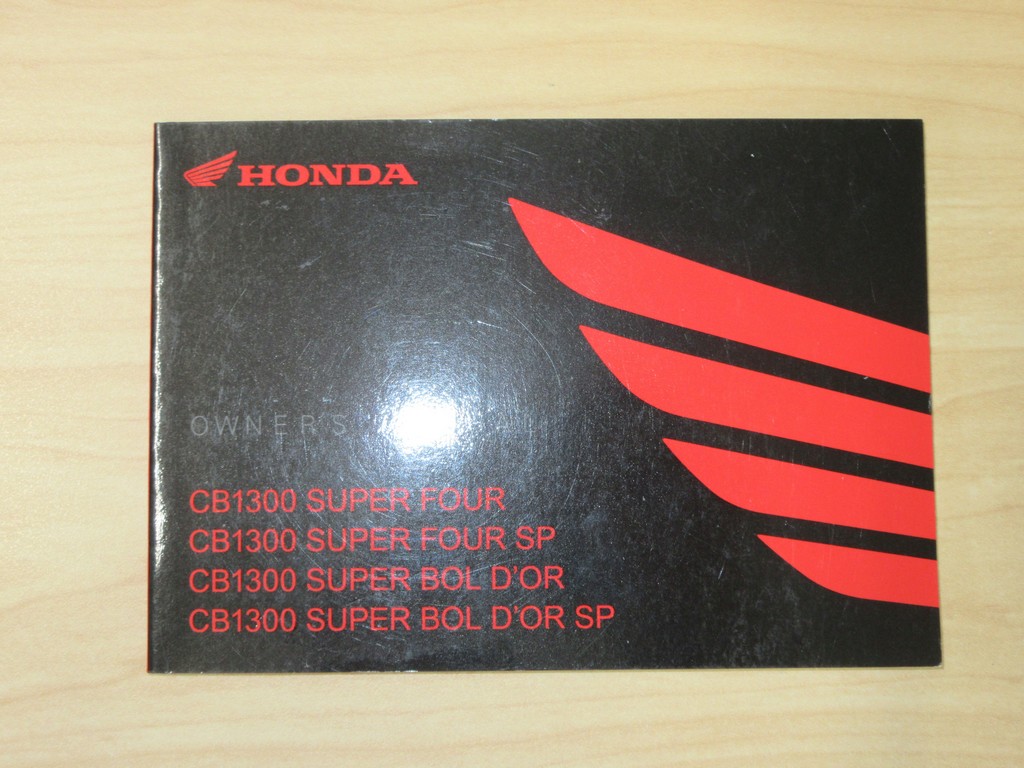 HONDA
OWNER'S
CB1300 SUPER FOUR
CB1300 SUPER FOUR SP
CB1300 SUPER BOL D'OR
CB1300 SUPER BOL D'OR SP